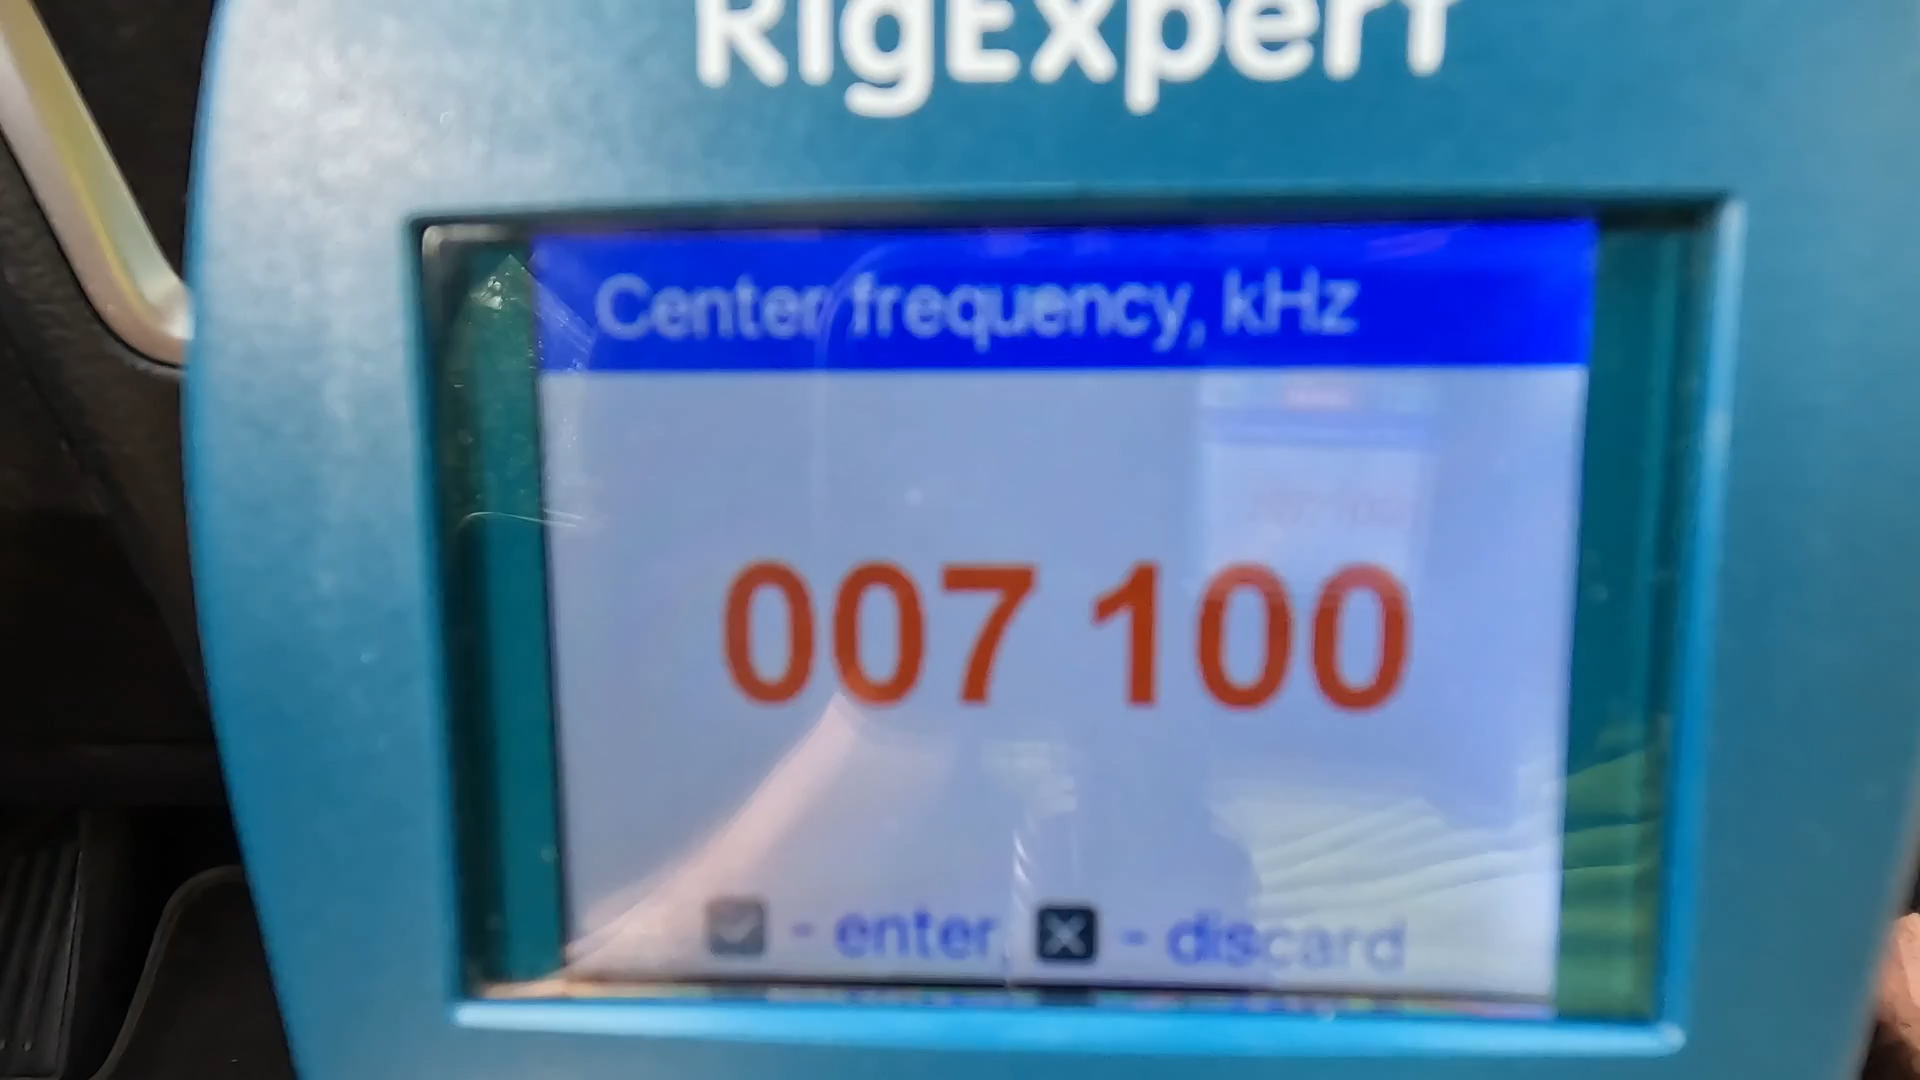 RigExpert
Center frequency, kHz
007 100
- enter, - discard